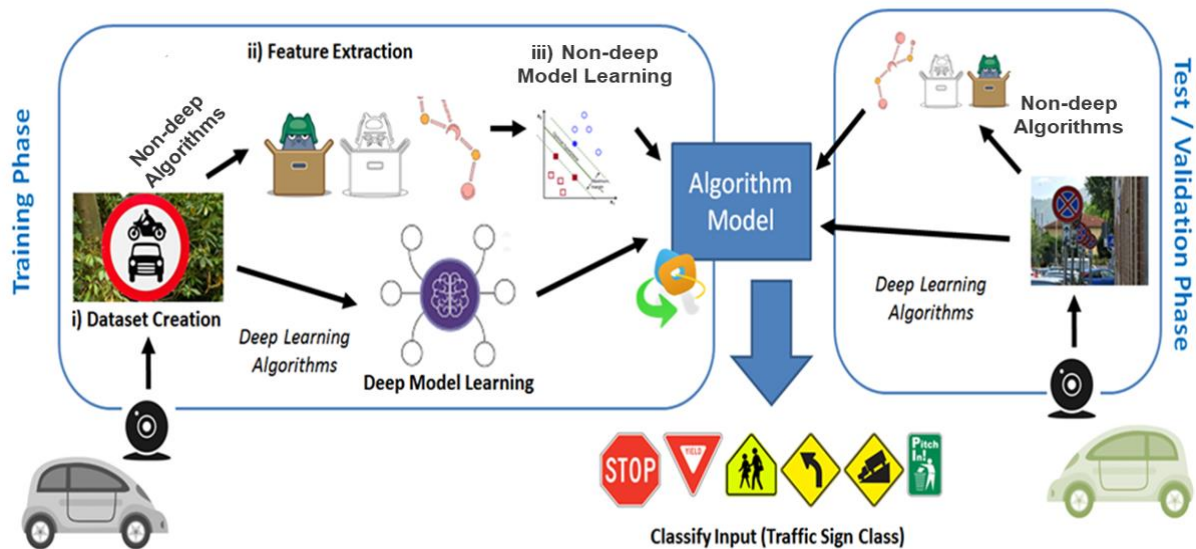 Training Phase
ii) Feature Extraction
iii) Non-deep
Model Learning
Non-deep
Algorithms
i) Dataset Creation
Deep Learning
Algorithms
Deep Model Learning
Algorithm
Model
Non-deep
Algorithms
Deep Learning
Algorithms
Test / Validation Phase
STOP
YIELD
Pitch
In!
Classify Input (Traffic Sign Class)